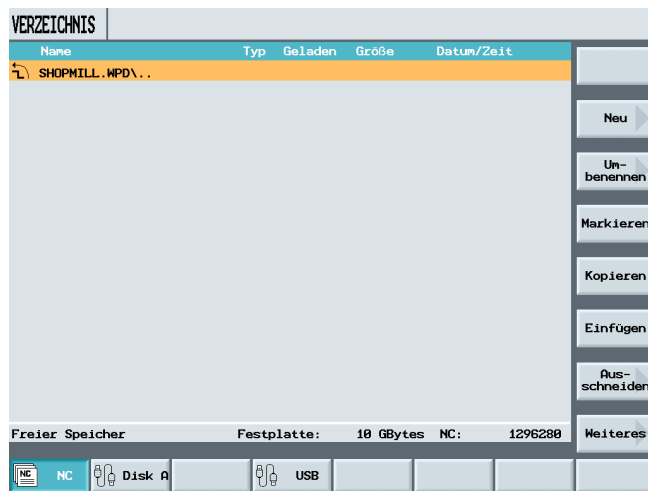 VERZEICHNIS
Name Typ Geladen Größe Datum/Zeit
SHOPMILL.WPD\..
Neu
Um-
benennen
Markieren
Kopieren
Einfügen
Aus-
schneiden
Weiteres
Freier Speicher Festplatte: 10 GBytes NC: 1296280
NC NC Disk A USB